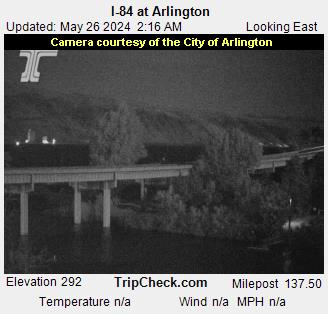 I-84 at Arlington
Updated: May 26 2024 2:16 AM Looking East
Camera courtesy of the City of Arlington
Elevation 292 TripCheck.com Milepost 137.50
Temperature n/a Wind n/a MPH n/a